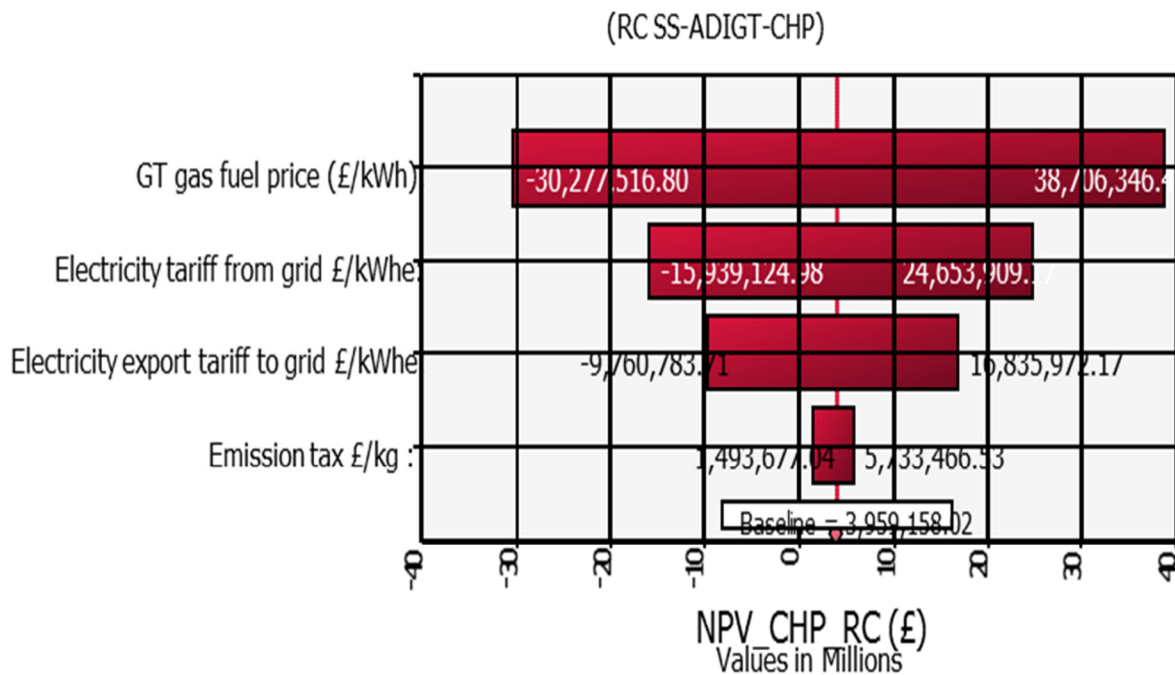 (RC SS-ADIGT-CHP)
GT gas fuel price (£/kWh)
-30,277,516.80
38,706,346.4
Electricity tariff from grid £/kWhe:
-15,939,124.98
24,653,909.17
Electricity export tariff to grid £/kWhe
-9,760,783.71
16,835,972.17
Emission tax £/kg :
1,493,677.04
5,733,466.53
Baseline = 3,959,158.02
-40
-30
-20
-10
0
10
20
30
40
NPV_CHP_RC (£)
Values in Millions